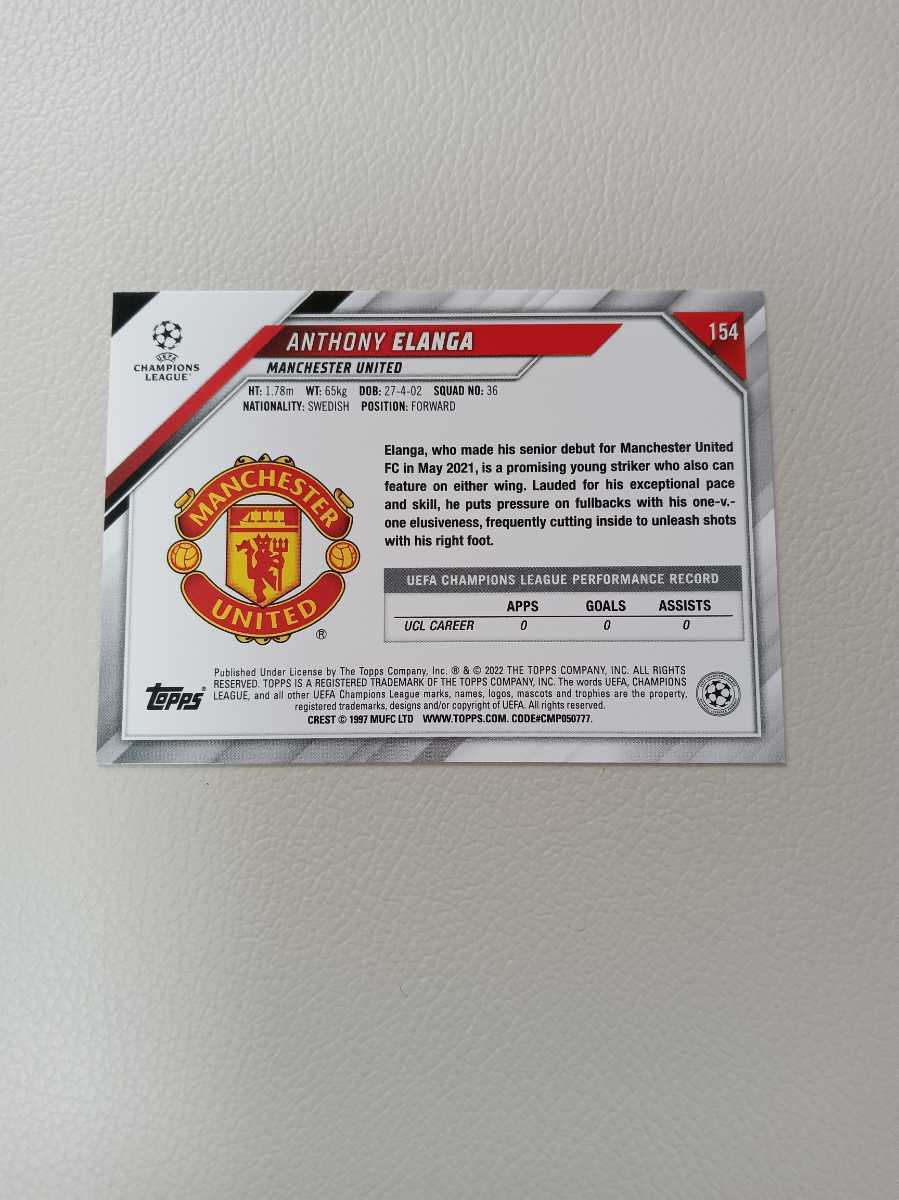 UEFA
CHAMPIONS
LEAGUE®
ANTHONY ELANGA
154
MANCHESTER UNITED
HT: 1.78m WT: 65kg DOB: 27-4-02 SQUAD NO: 36
NATIONALITY: SWEDISH POSITION: FORWARD
MANCHESTER
UNITED
®
Elanga, who made his senior debut for Manchester United
FC in May 2021, is a promising young striker who also can
feature on either wing. Lauded for his exceptional pace
and skill, he puts pressure on fullbacks with his one-v.-
one elusiveness, frequently cutting inside to unleash shots
with his right foot.
UEFA CHAMPIONS LEAGUE PERFORMANCE RECORD
APPS GOALS ASSISTS
UCL CAREER 0 0 0
topps®
Published Under License by The Topps Company, Inc. ® & © 2022 THE TOPPS COMPANY, INC. ALL RIGHTS
RESERVED. TOPPS IS A REGISTERED TRADEMARK OF THE TOPPS COMPANY, INC. The words UEFA, CHAMPIONS
LEAGUE, and all other UEFA Champions League marks, names, logos, mascots and trophies are the property,
registered trademarks, designs and/or copyright of UEFA. All rights reserved.
CREST © 1997 MUFC LTD WWW.TOPPS.COM. CODE#CMP050777.